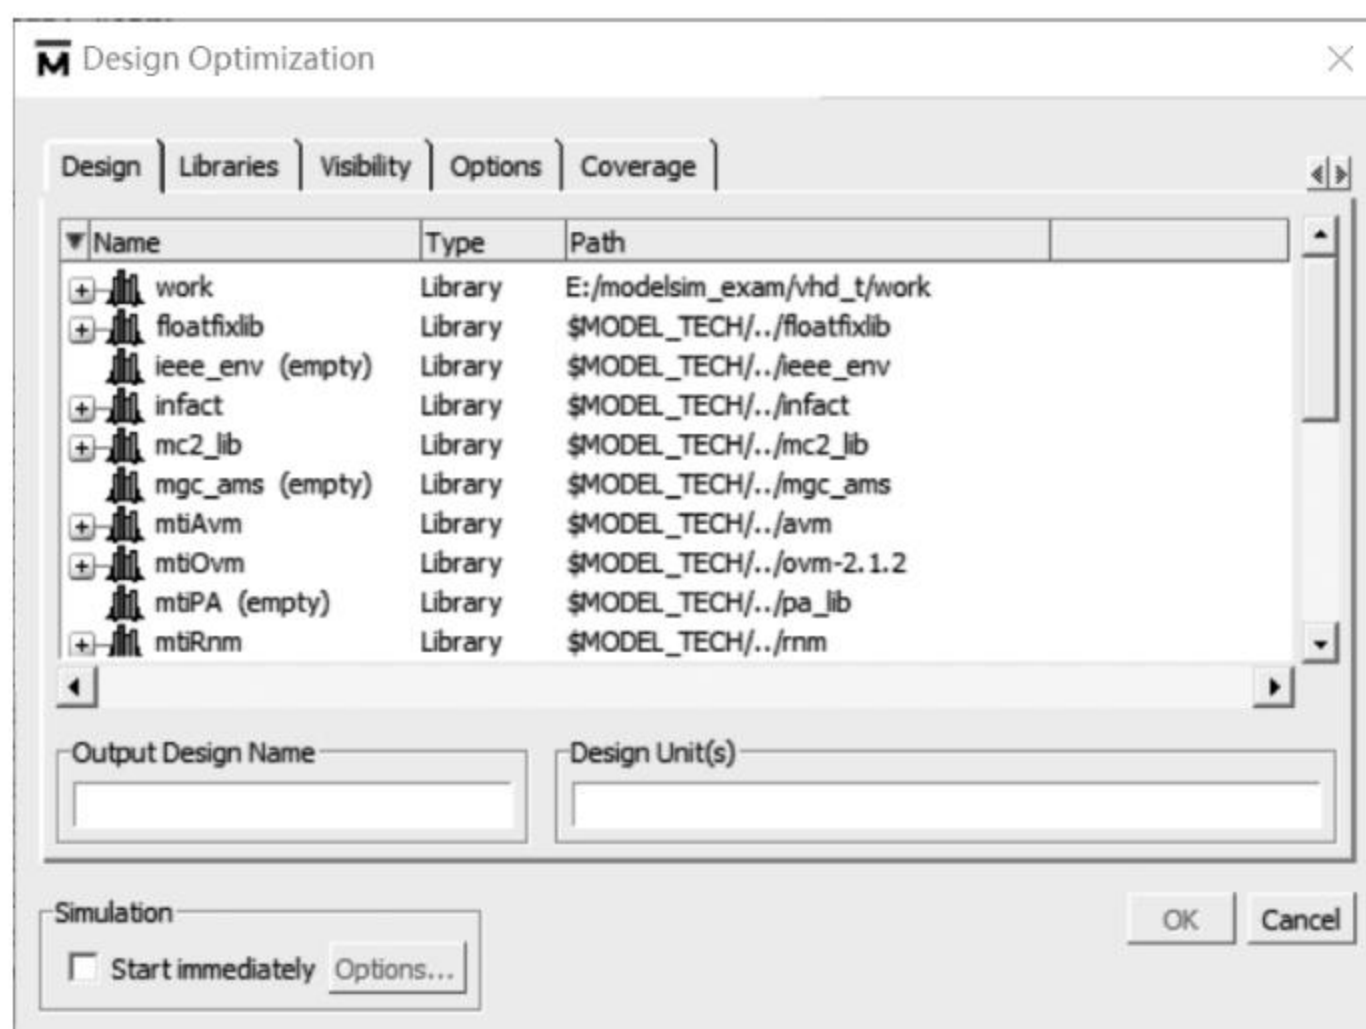 M Design Optimization
Design Libraries Visibility Options Coverage
Name Type Path
work Library E:/modelsim_exam/vhd_t/work
floatfixlib Library $MODEL_TECH/../floatfixlib
ieee_env (empty) Library $MODEL_TECH/../ieee_env
infact Library $MODEL_TECH/../infact
mc2_lib Library $MODEL_TECH/../mc2_lib
mgc_ams (empty) Library $MODEL_TECH/../mgc_ams
mtiAvm Library $MODEL_TECH/../avm
mtiOvm Library $MODEL_TECH/../ovm-2.1.2
mtiPA (empty) Library $MODEL_TECH/../pa_lib
mtiRnm Library $MODEL_TECH/../rnm
Output Design Name Design Unit(s)
Simulation
OK Cancel
Start immediately Options...